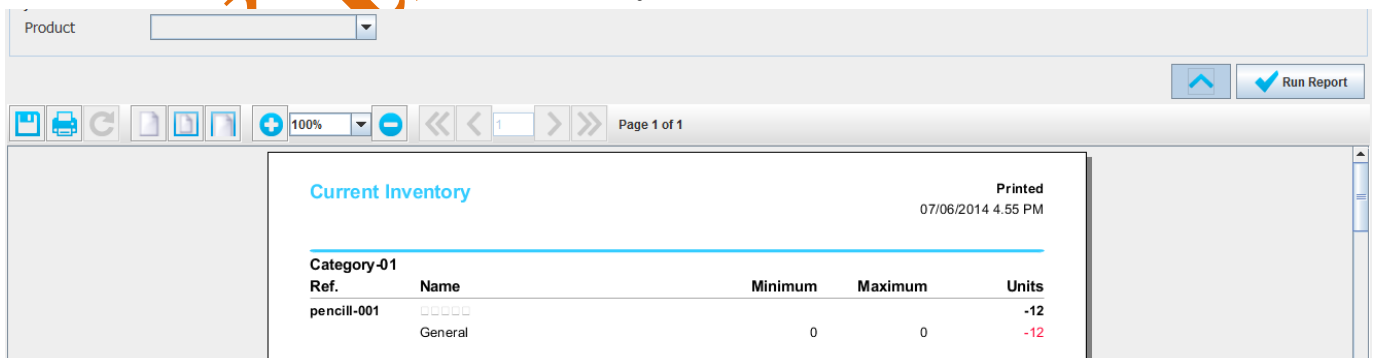 Product
Run Report
100%
1
Page 1 of 1
Current Inventory
Printed
07/06/2014 4.55 PM
Category-01
Ref. Name Minimum Maximum Units
pencill-001 □□□□□ -12
General 0 0 -12